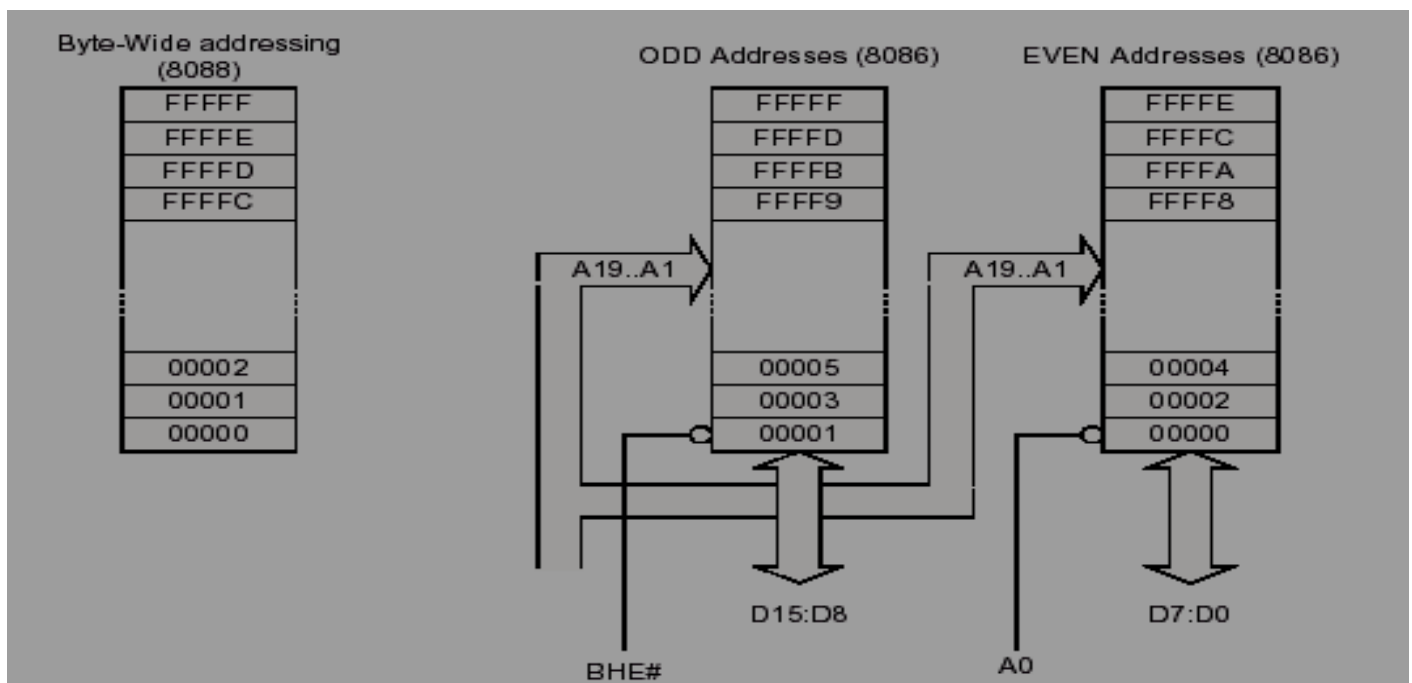 Byte-Wide addressing
(8088)
FFFFF
FFFFE
FFFFD
FFFFC
00002
00001
00000
ODD Addresses (8086)
FFFFF
FFFFD
FFFFB
FFFF9
A19..A1
00005
00003
00001
D15:D8
BHE#
EVEN Addresses (8086)
FFFFE
FFFFC
FFFFA
FFFF8
A19..A1
00004
00002
00000
D7:D0
A0